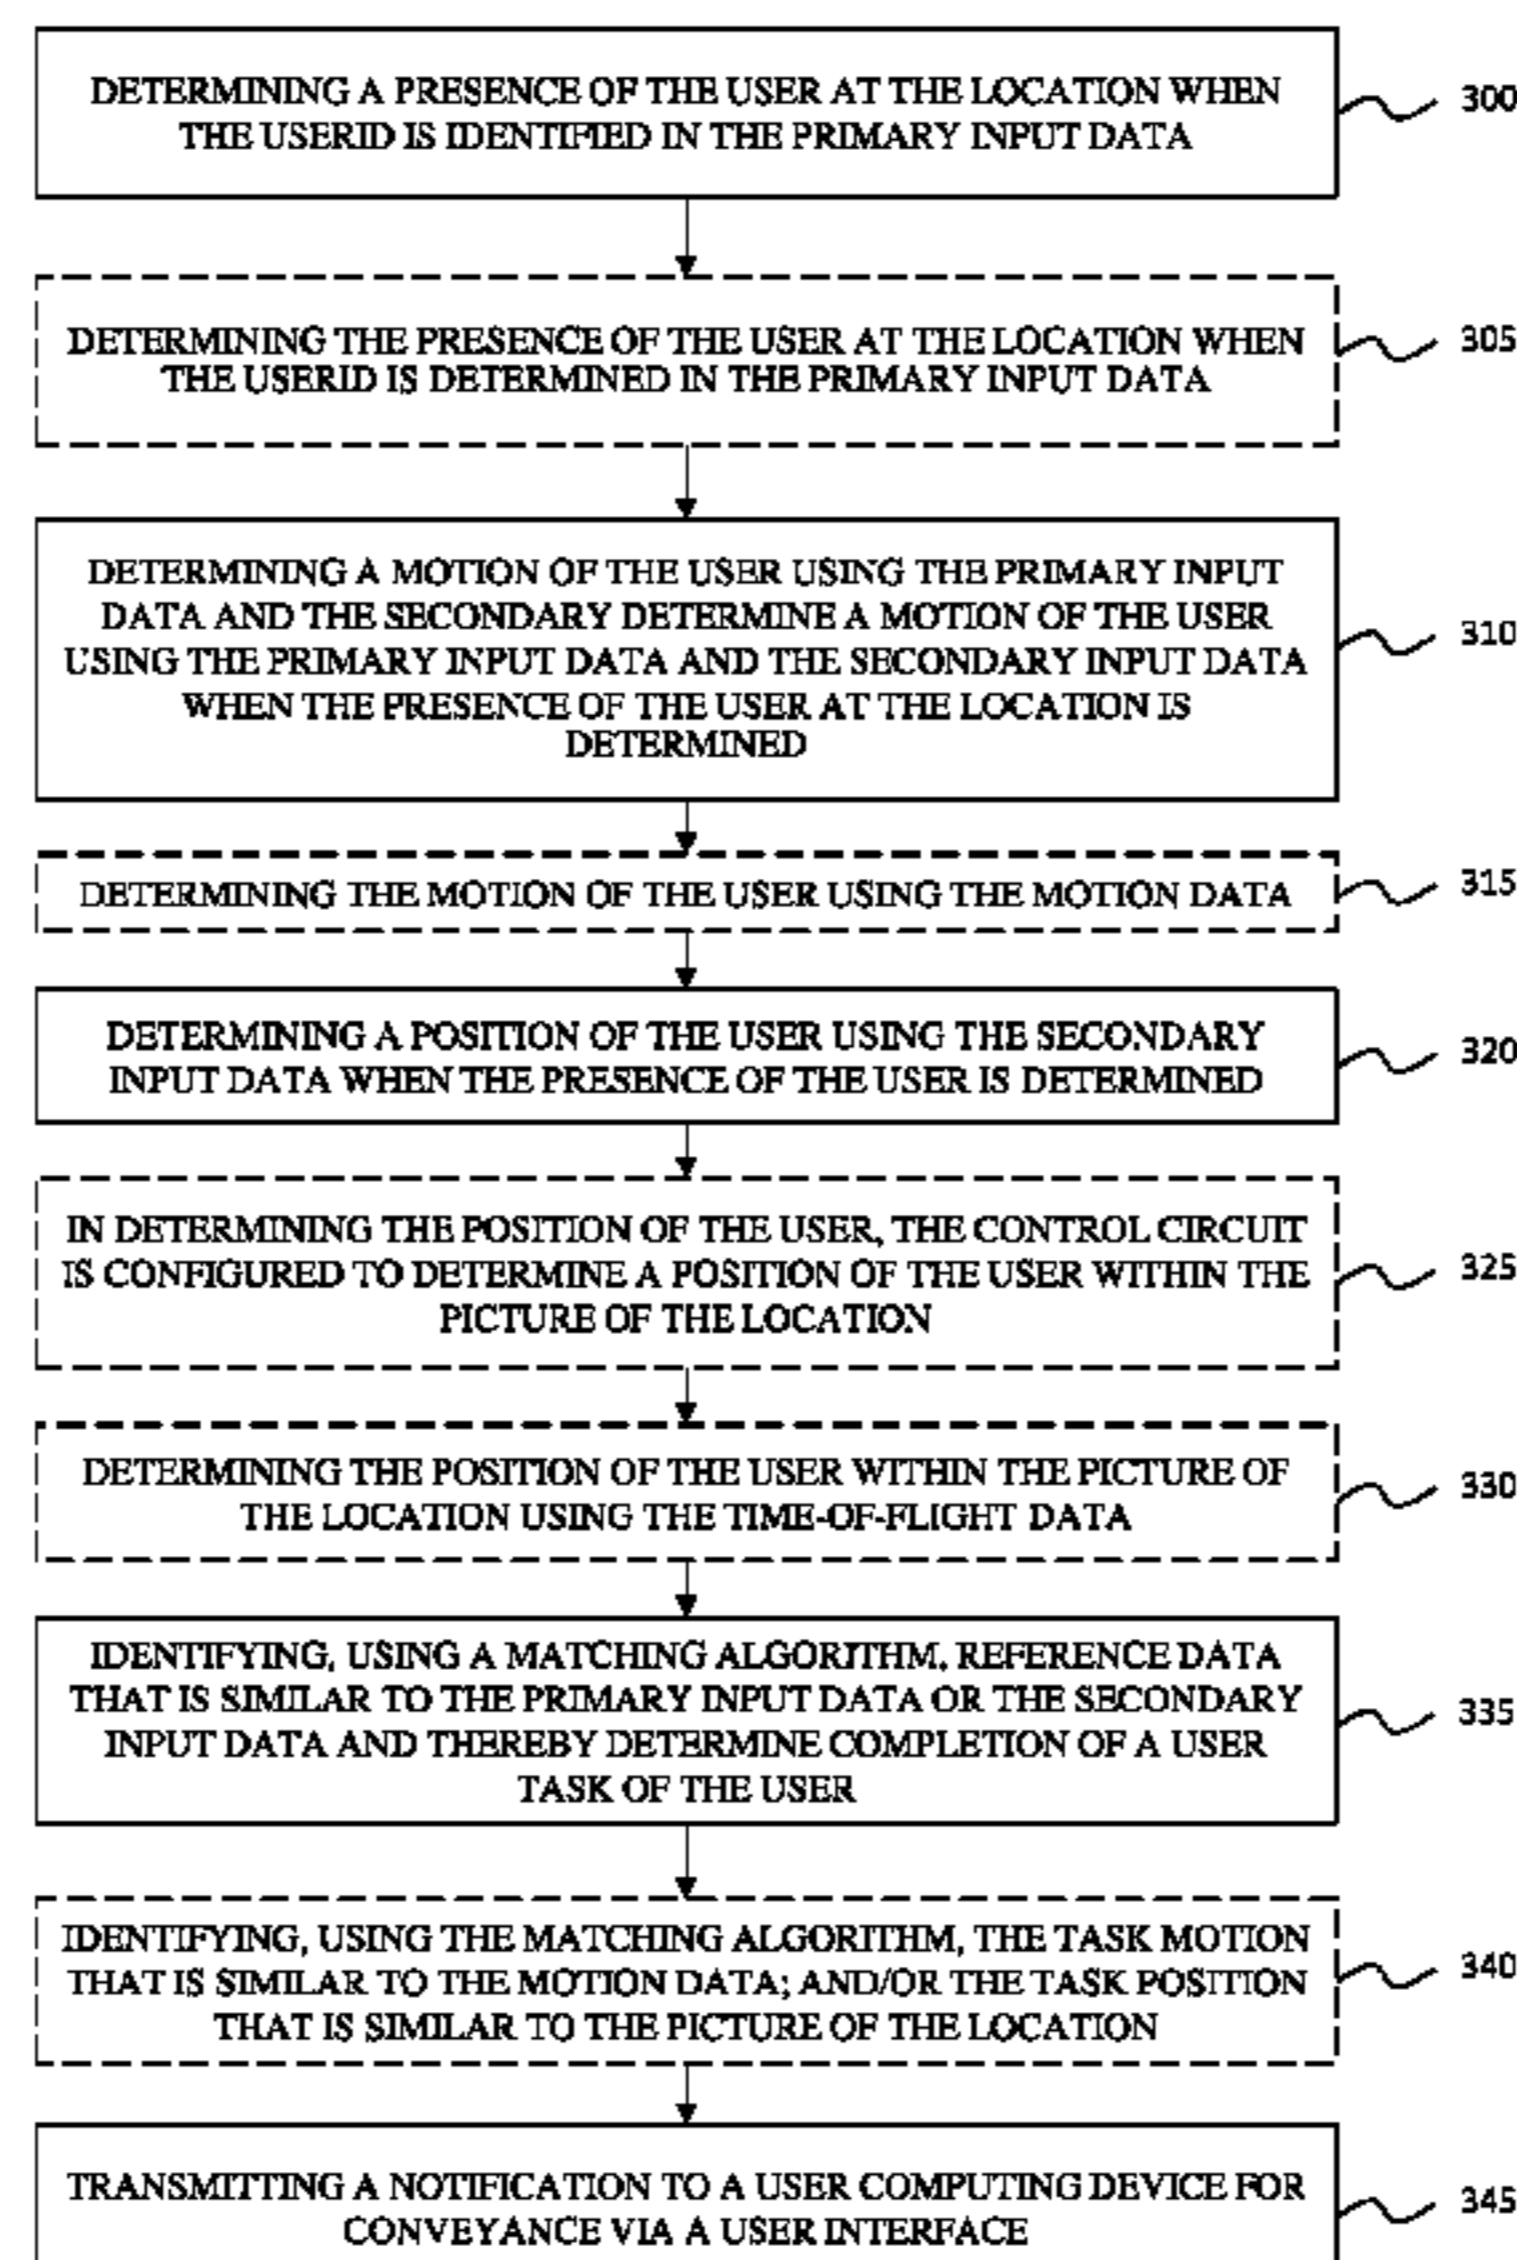 DETERMINING A PRESENCE OF THE USER AT THE LOCATION WHEN
THE USERID IS IDENTIFIED IN THE PRIMARY INPUT DATA
300
DETERMINING THE PRESENCE OF THE USER AT THE LOCATION WHEN
THE USERID IS DETERMINED IN THE PRIMARY INPUT DATA
305
DETERMINING A MOTION OF THE USER USING THE PRIMARY INPUT
DATA AND THE SECONDARY DETERMINE A MOTION OF THE USER
USING THE PRIMARY INPUT DATA AND THE SECONDARY INPUT DATA
WHEN THE PRESENCE OF THE USER AT THE LOCATION IS
DETERMINED
310
DETERMINING THE MOTION OF THE USER USING THE MOTION DATA
315
DETERMINING A POSITION OF THE USER USING THE SECONDARY
INPUT DATA WHEN THE PRESENCE OF THE USER IS DETERMINED
320
IN DETERMINING THE POSITION OF THE USER, THE CONTROL CIRCUIT
IS CONFIGURED TO DETERMINE A POSITION OF THE USER WITHIN THE
PICTURE OF THE LOCATION
325
DETERMINING THE POSITION OF THE USER WITHIN THE PICTURE OF
THE LOCATION USING THE TIME-OF-FLIGHT DATA
330
IDENTIFYING, USING A MATCHING ALGORITHM, REFERENCE DATA
THAT IS SIMILAR TO THE PRIMARY INPUT DATA OR THE SECONDARY
INPUT DATA AND THEREBY DETERMINE COMPLETION OF A USER
TASK OF THE USER
335
IDENTIFYING, USING THE MATCHING ALGORITHM, THE TASK MOTION
THAT IS SIMILAR TO THE MOTION DATA; AND/OR THE TASK POSITION
THAT IS SIMILAR TO THE PICTURE OF THE LOCATION
340
TRANSMITTING A NOTIFICATION TO A USER COMPUTING DEVICE FOR
CONVEYANCE VIA A USER INTERFACE
345